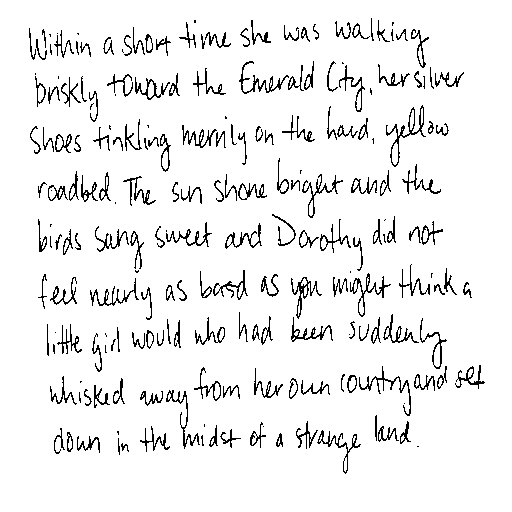 Within a short time she was walking
briskly toward the Emerald City, her silver
Shoes tinkling merrily on the hard, yellow
roadbed. The sun shone bright and the
birds sang sweet and Dorothy did not
feel nearly as bad as you might think a
little girl would who had been suddenly
whisked away from her own country and set
down in the midst of a strange land.